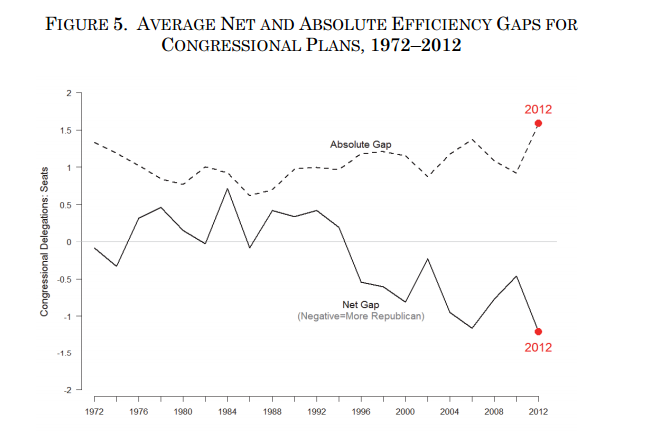 FIGURE 5. AVERAGE NET AND ABSOLUTE EFFICIENCY GAPS FOR
CONGRESSIONAL PLANS, 1972–2012
2
1.5
1
0.5
0
-0.5
-1
-1.5
-2
Congressional Delegations: Seats
2012
Absolute Gap
Net Gap
(Negative=More Republican)
2012
1972 1976 1980 1984 1988 1992 1996 2000 2004 2008 2012